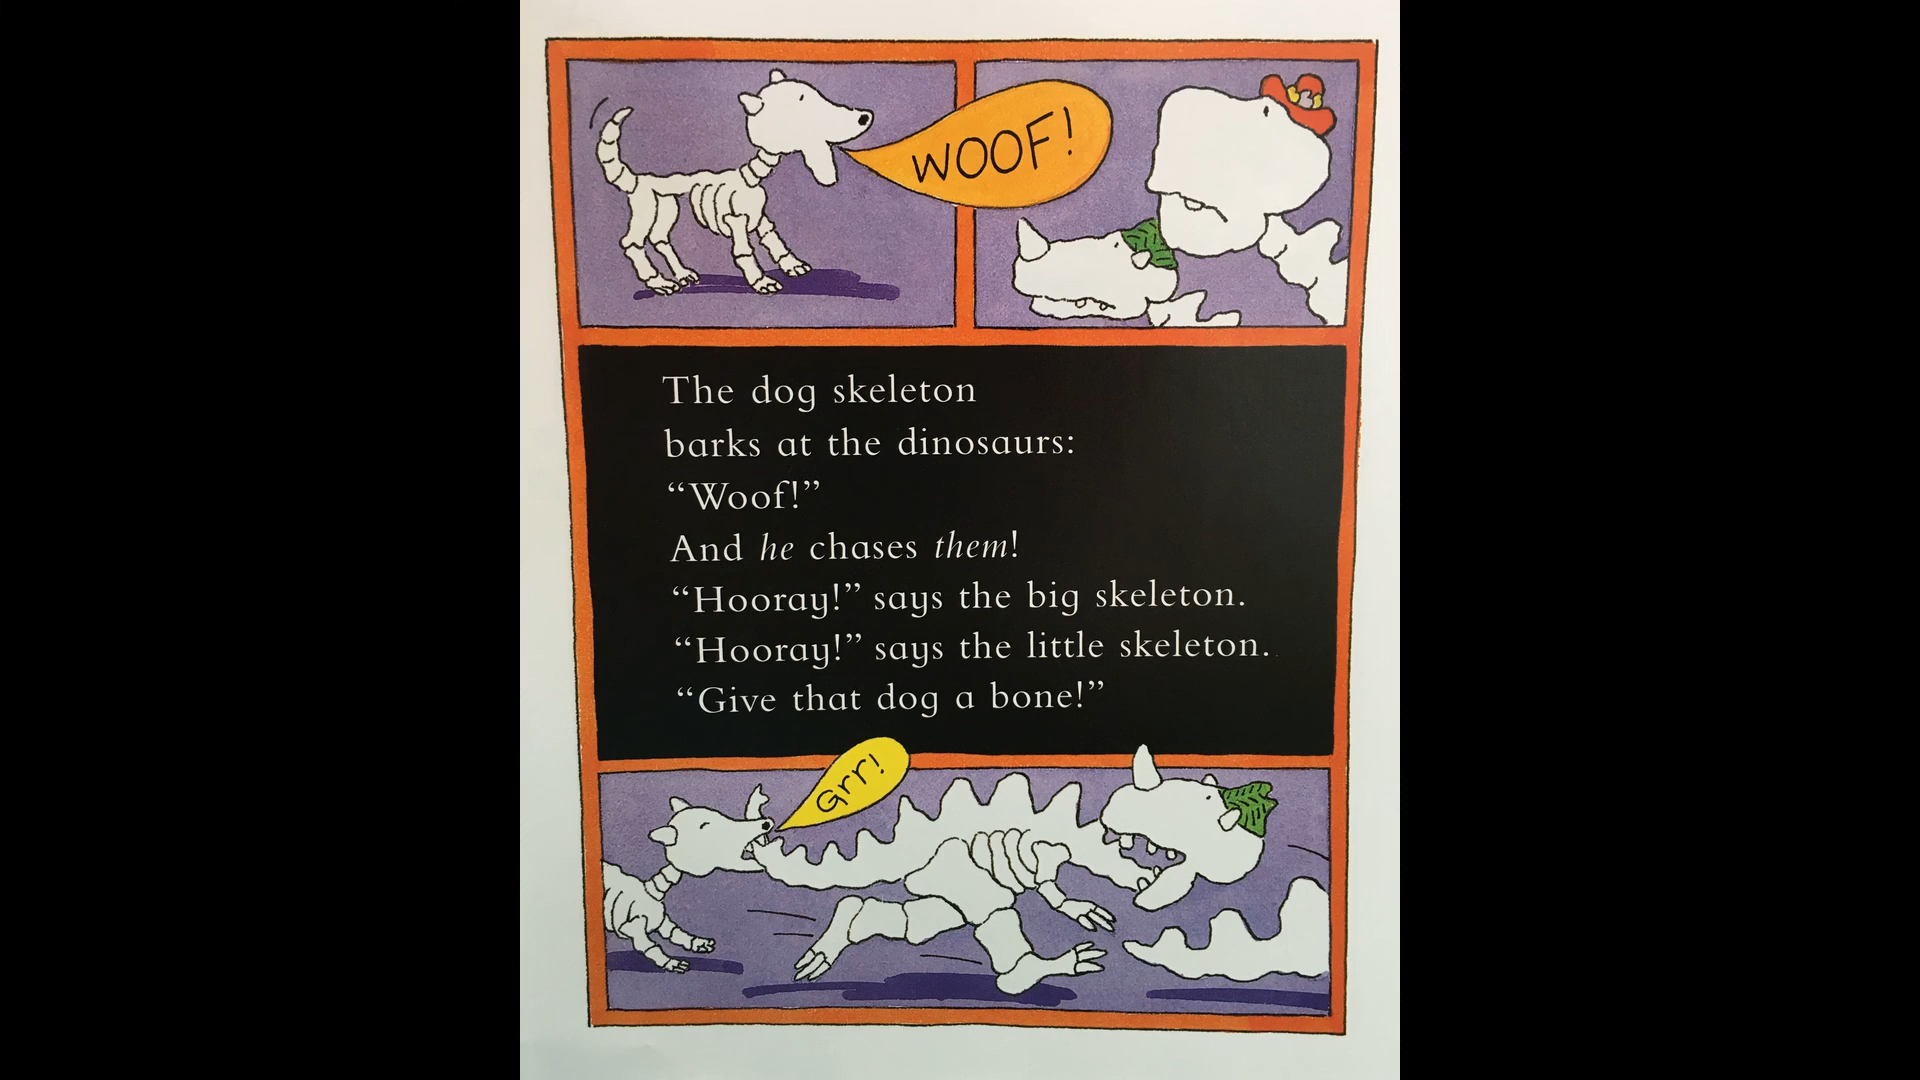 WOOF!
The dog skeleton
barks at the dinosaurs:
“Woof!”
And he chases them!
“Hooray!” says the big skeleton.
“Hooray!” says the little skeleton.
“Give that dog a bone!”
Grr!